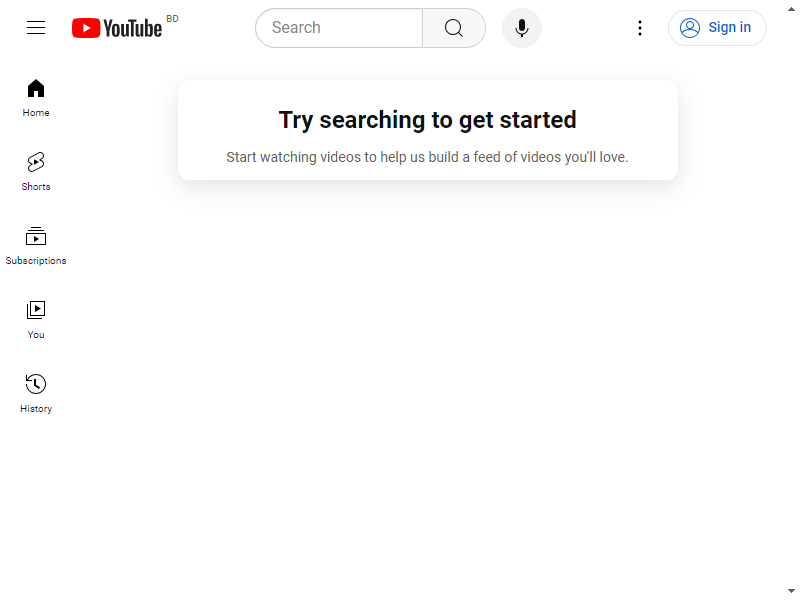 YouTube BD
Search
Sign in
Home
Shorts
Subscriptions
You
History
Try searching to get started
Start watching videos to help us build a feed of videos you'll love.